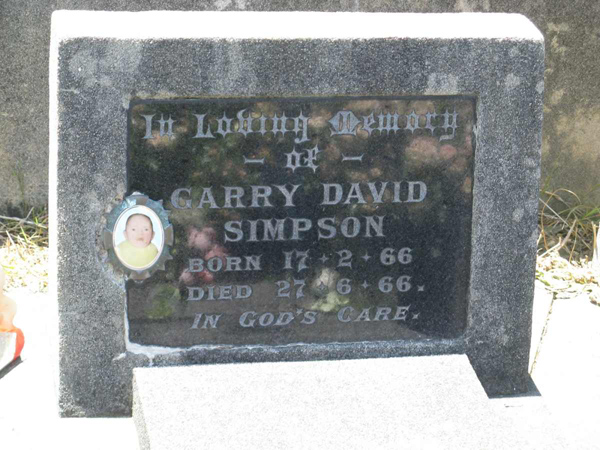 In Loving Memory
– of –
GARRY DAVID
SIMPSON
BORN 17 • 2 • 66
DIED 27 • 6 • 66.
IN GOD'S CARE.